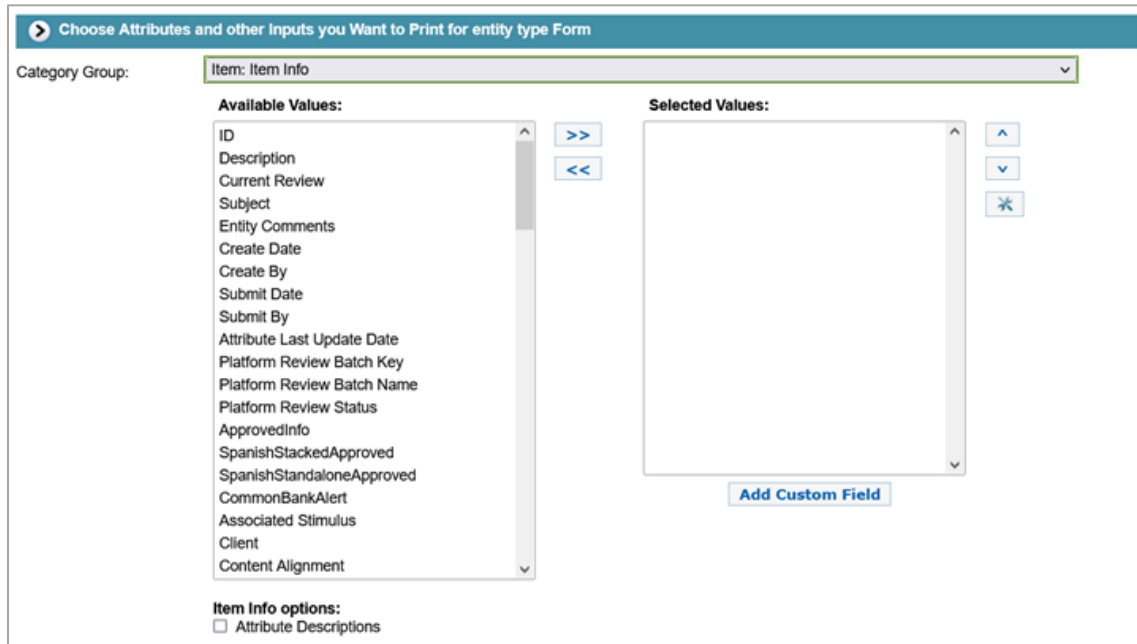 Choose Attributes and other Inputs you Want to Print for entity type Form
Category Group: Item: Item Info
Available Values: Selected Values:
ID
Description
Current Review
Subject
Entity Comments
Create Date
Create By
Submit Date
Submit By
Attribute Last Update Date
Platform Review Batch Key
Platform Review Batch Name
Platform Review Status
ApprovedInfo
SpanishStackedApproved
SpanishStandaloneApproved
CommonBankAlert
Associated Stimulus
Client
Content Alignment
>>
<<
Add Custom Field
Item Info options:
Attribute Descriptions